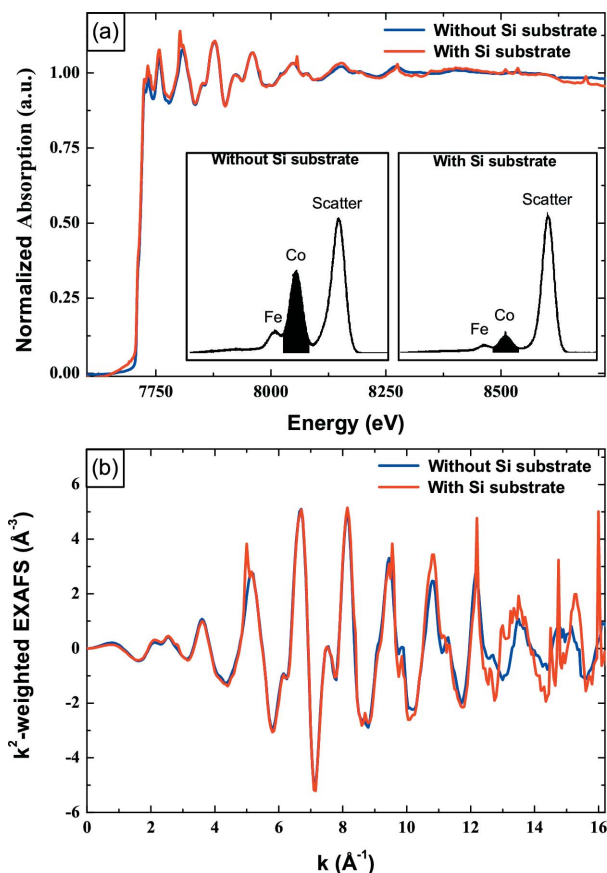 (a)
Without Si substrate
With Si substrate
1.00
0.75
0.50
0.25
0.00
Normalized Absorption (a.u.)
Without Si substrate
Scatter
Co
Fe
With Si substrate
Scatter
Co
Fe
7750 8000 8250 8500
Energy (eV)
(b)
Without Si substrate
With Si substrate
6
4
2
0
-2
-4
-6
k²-weighted EXAFS (Å⁻³)
0 2 4 6 8 10 12 14 16
k (Å⁻¹)